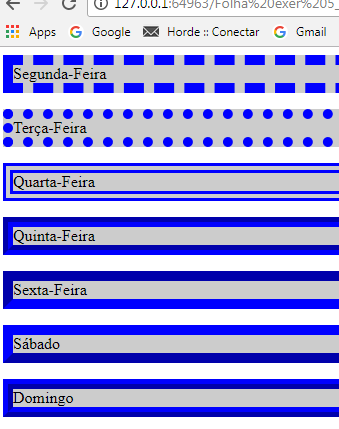 127.0.0.1:64963/Folha%20exer%205_
Apps Google Horde :: Conectar Gmail
Segunda-Feira
Terça-Feira
Quarta-Feira
Quinta-Feira
Sexta-Feira
Sábado
Domingo